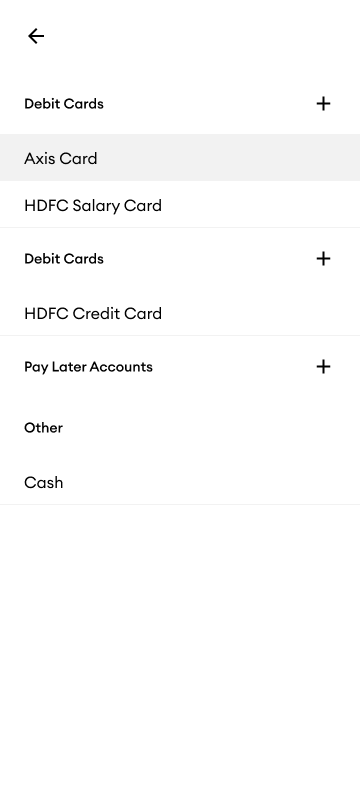 Debit Cards
Axis Card
HDFC Salary Card
Debit Cards
HDFC Credit Card
Pay Later Accounts
Other
Cash